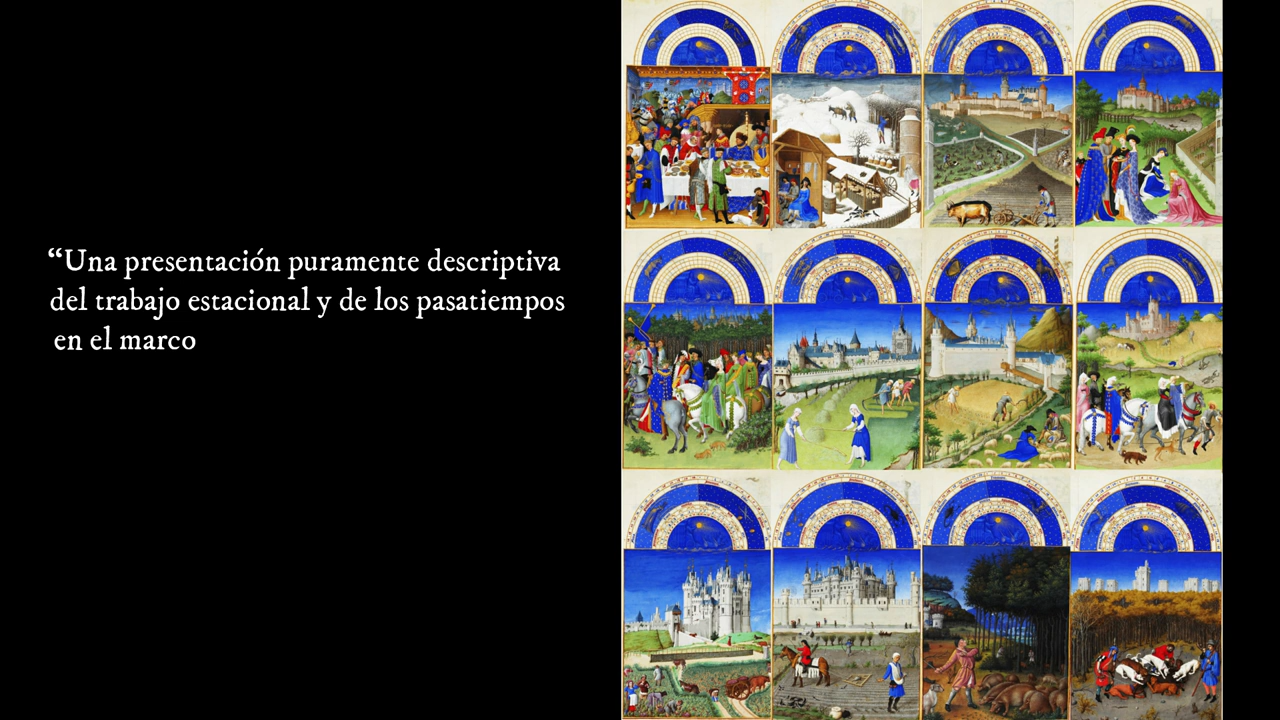 “Una presentación puramente descriptiva
del trabajo estacional y de los pasatiempos
en el marco